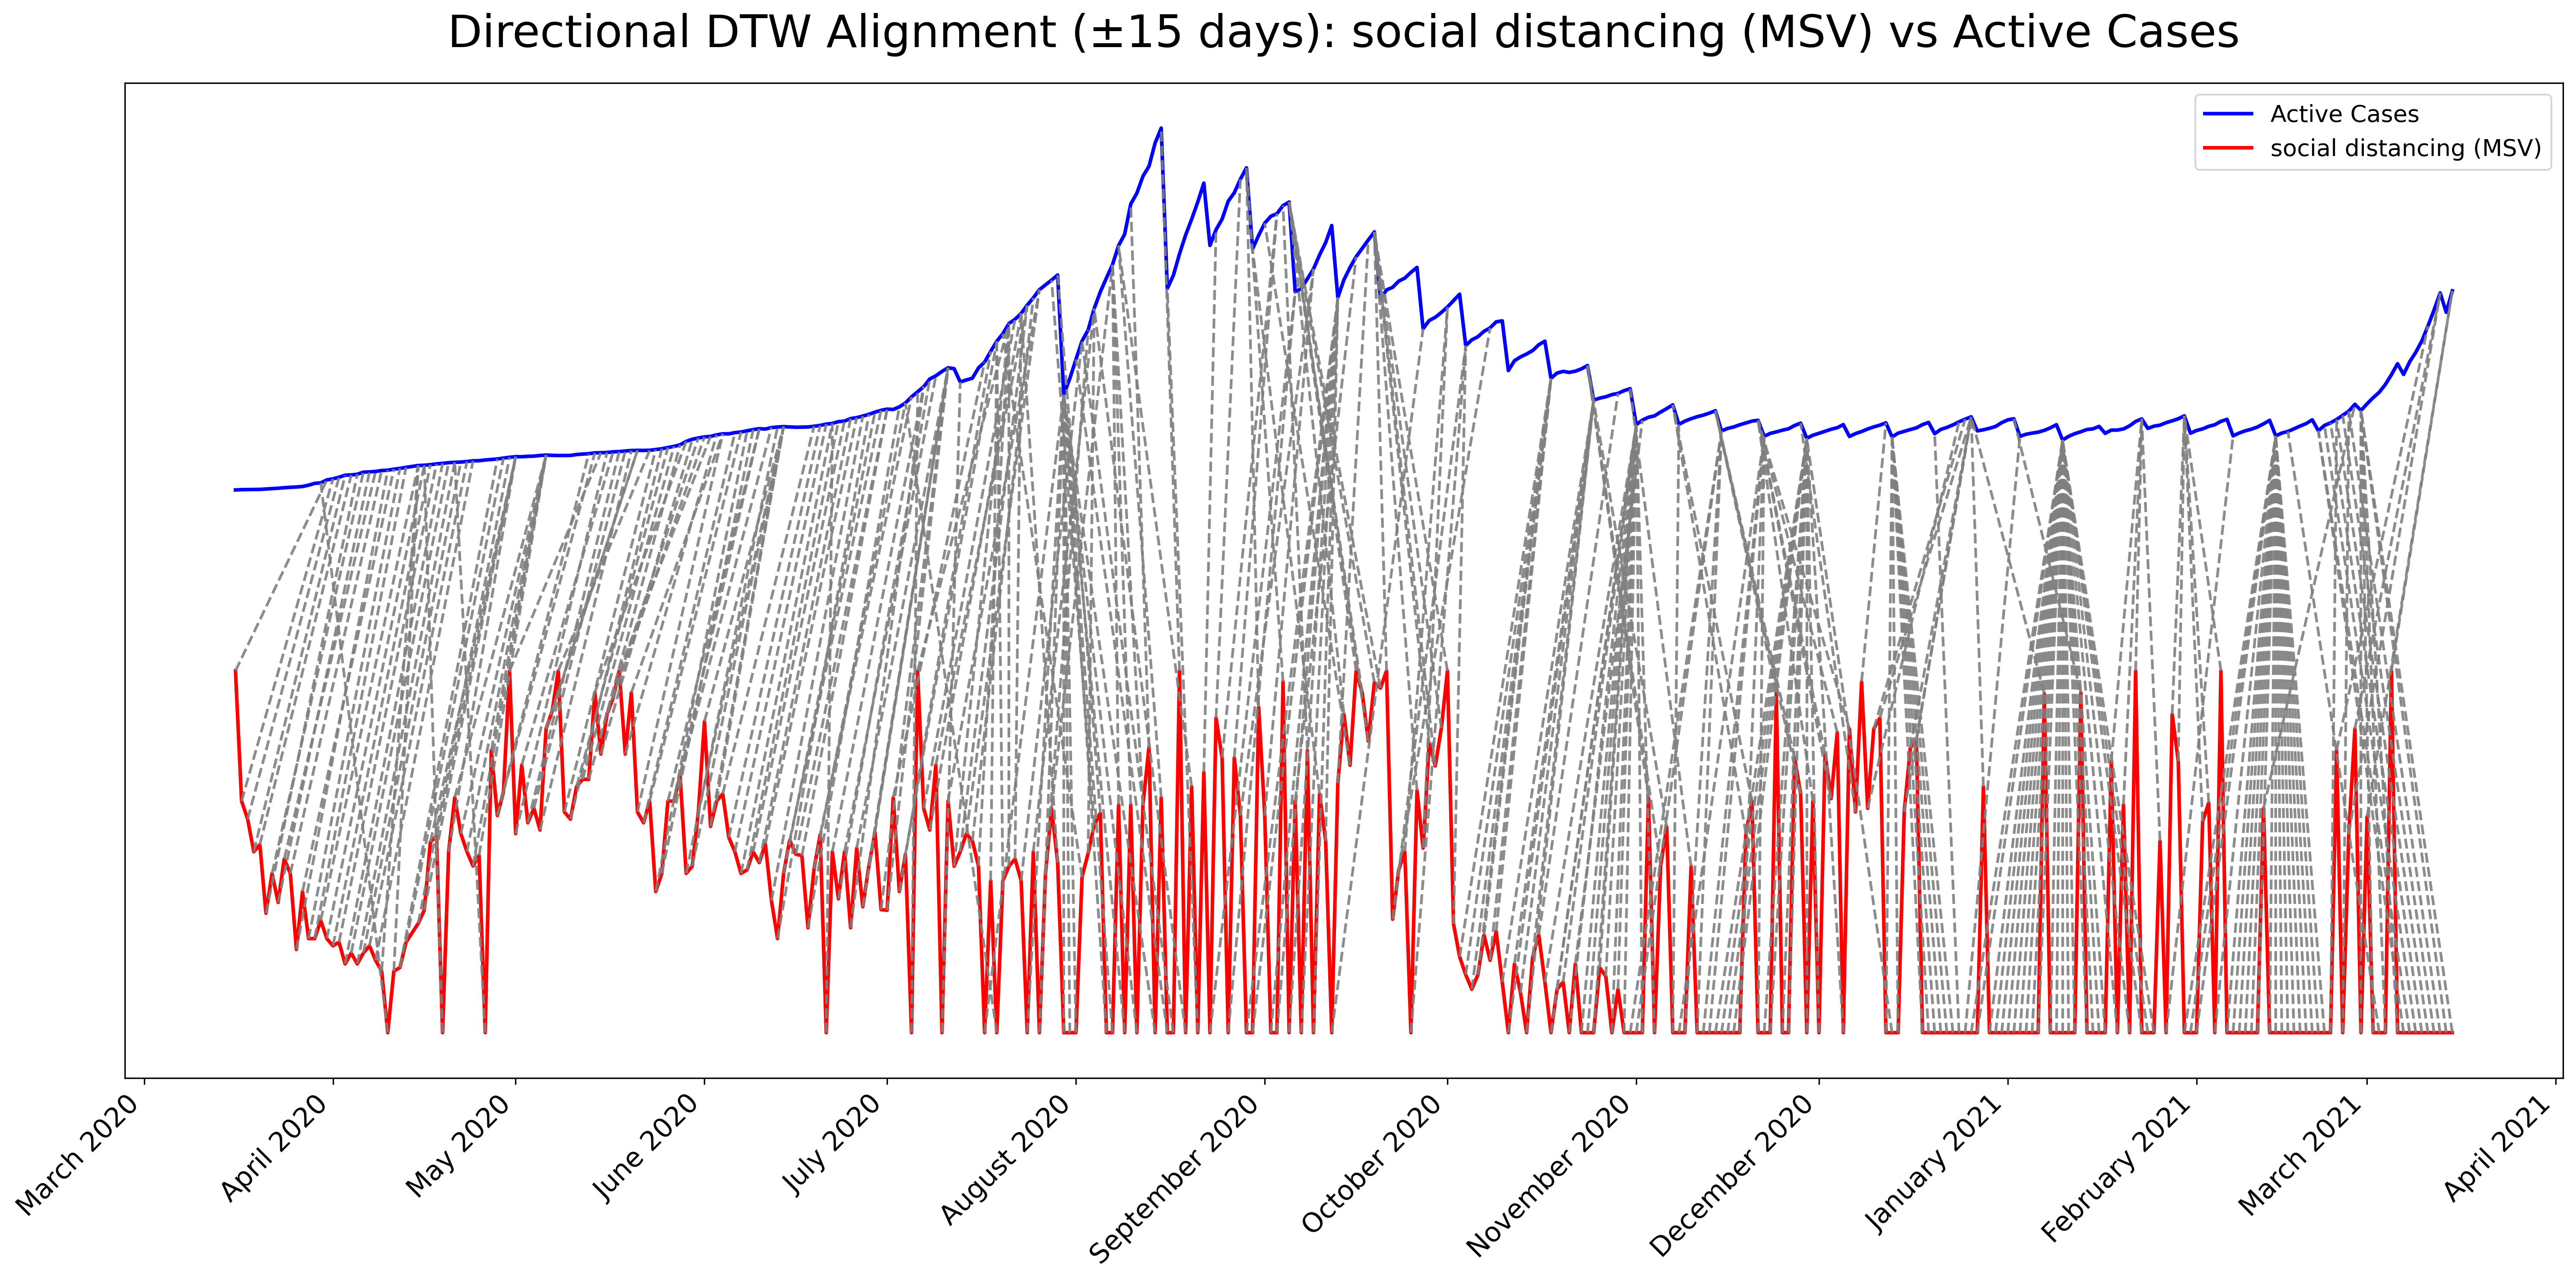 Directional DTW Alignment (±15 days): social distancing (MSV) vs Active Cases
Active Cases
social distancing (MSV)
March 2020
April 2020
May 2020
June 2020
July 2020
August 2020
September 2020
October 2020
November 2020
December 2020
January 2021
February 2021
March 2021
April 2021